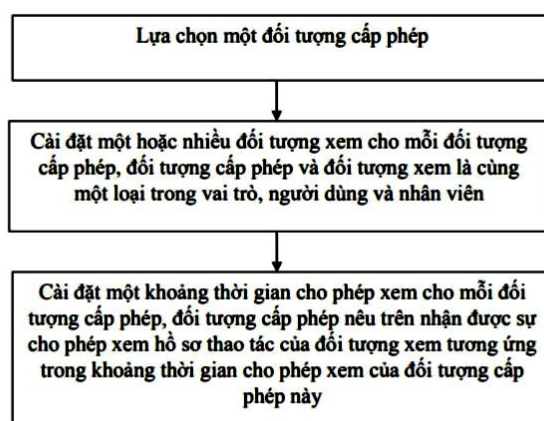 Lựa chọn một đối tượng cấp phép
Cài đặt một hoặc nhiều đối tượng xem cho mỗi đối tượng
cấp phép, đối tượng cấp phép và đối tượng xem là cùng
một loại trong vai trò, người dùng và nhân viên
Cài đặt một khoảng thời gian cho phép xem cho mỗi đối
tượng cấp phép, đối tượng cấp phép nêu trên nhận được sự
cho phép xem hồ sơ thao tác của đối tượng xem tương ứng
trong khoảng thời gian cho phép xem của đối tượng cấp
phép này